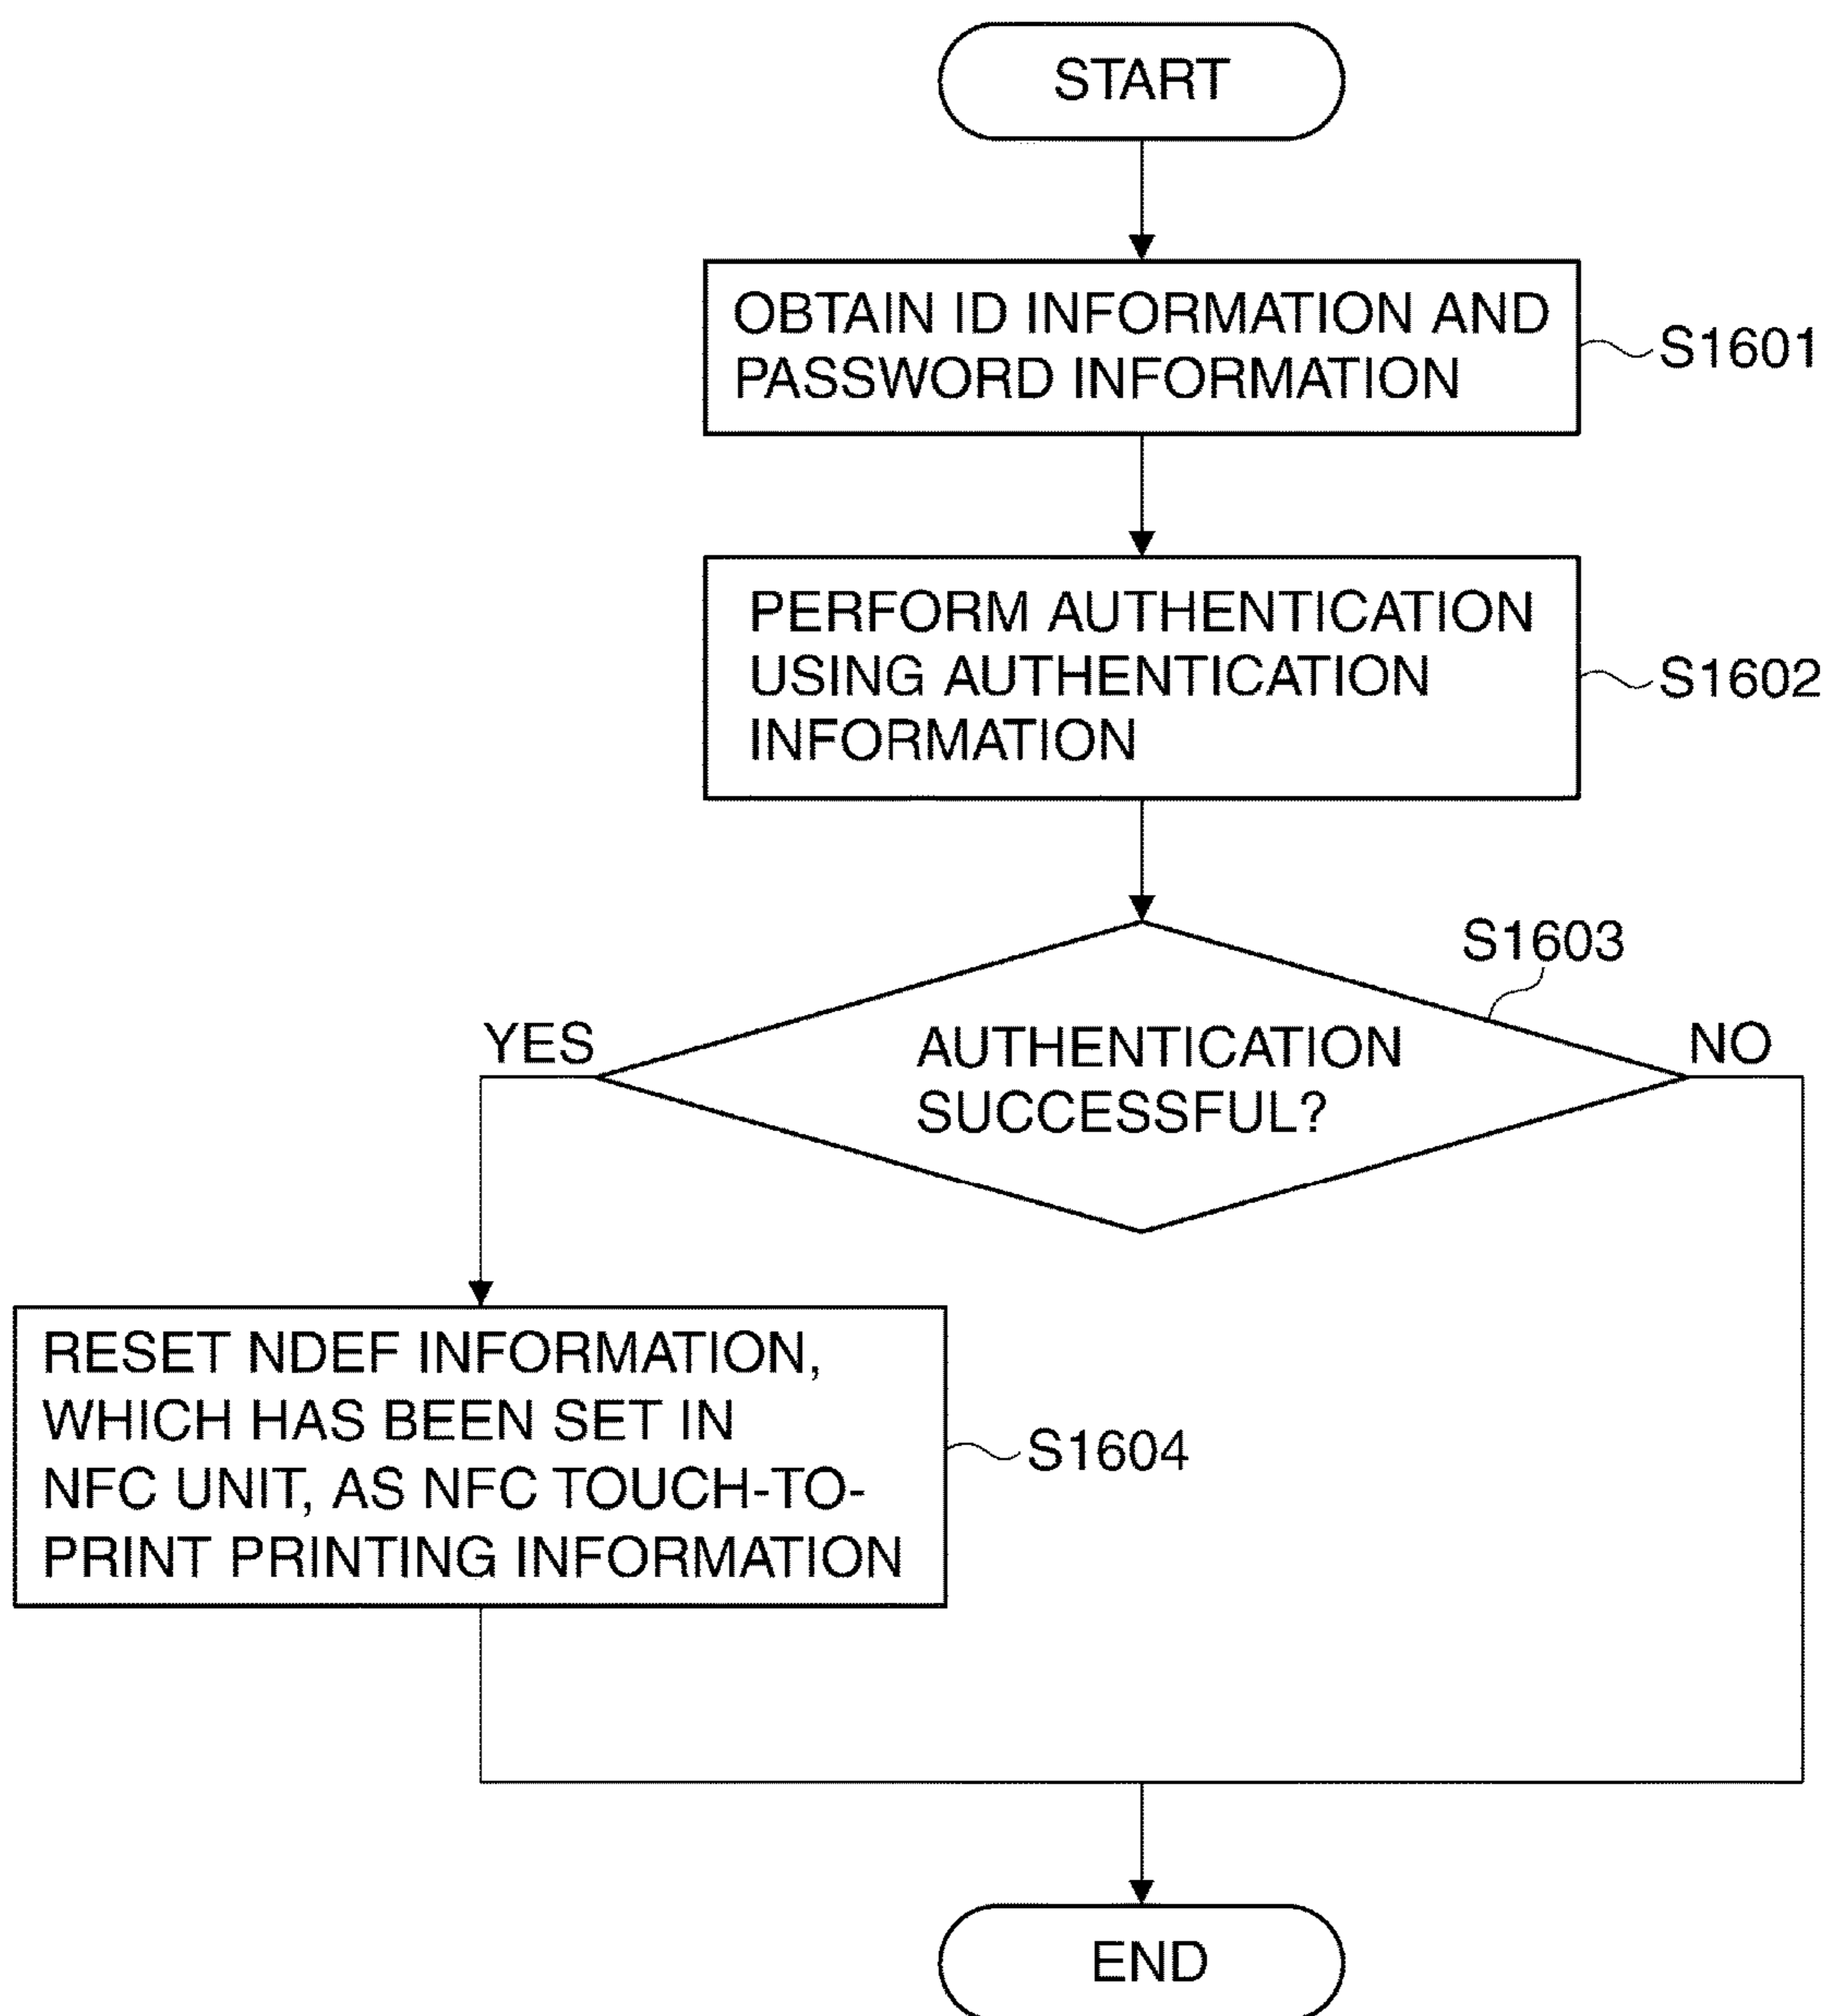 START
OBTAIN ID INFORMATION AND
PASSWORD INFORMATION
S1601
PERFORM AUTHENTICATION
USING AUTHENTICATION
INFORMATION
S1602
S1603
YES
AUTHENTICATION
SUCCESSFUL?
NO
RESET NDEF INFORMATION,
WHICH HAS BEEN SET IN
NFC UNIT, AS NFC TOUCH-TO-
PRINT PRINTING INFORMATION
S1604
END